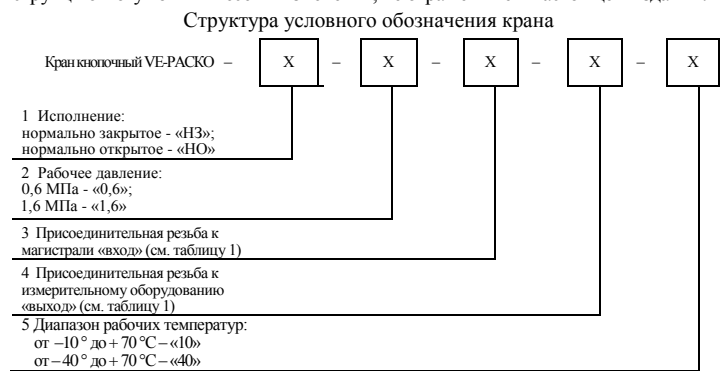 Структура условного обозначения крана
Кран кнопочный VE-РАСКО – X – X – X – X – X
1 Исполнение:
нормально закрытое - «НЗ»;
нормально открытое - «НО»
2 Рабочее давление:
0,6 МПа - «0,6»;
1,6 МПа - «1,6»
3 Присоединительная резьба к
магистрали «вход» (см. таблицу 1)
4 Присоединительная резьба к
измерительному оборудованию
«выход» (см. таблицу 1)
5 Диапазон рабочих температур:
от –10 ° до + 70 °С – «10»
от – 40 ° до + 70 °С – «40»